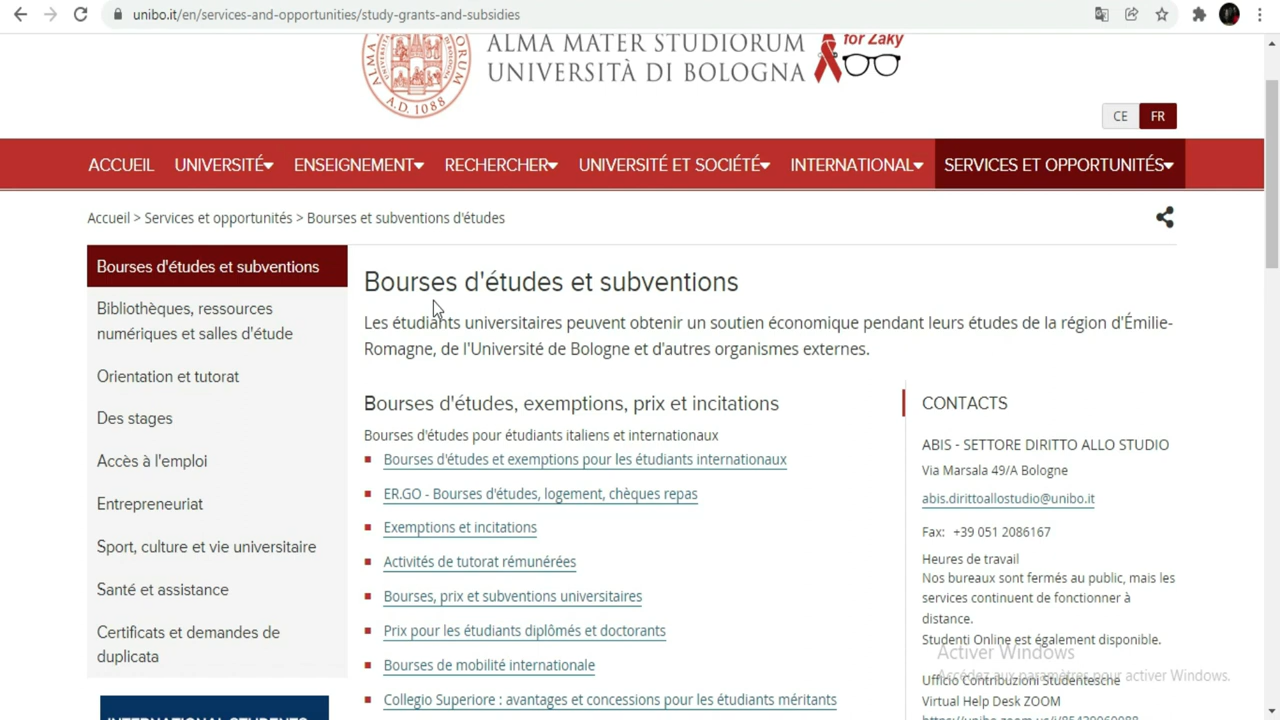 unibo.it/en/services-and-opportunities/study-grants-and-subsidies
ALMA MATER STUDIORUM
UNIVERSITÀ DI BOLOGNA
for Zaky
A.D. 1088
CE FR
ACCUEIL UNIVERSITÉ ENSEIGNEMENT RECHERCHER UNIVERSITÉ ET SOCIÉTÉ INTERNATIONAL SERVICES ET OPPORTUNITÉS
Accueil > Services et opportunités > Bourses et subventions d'études
Bourses d'études et subventions
Bibliothèques, ressources
numériques et salles d'étude
Orientation et tutorat
Des stages
Accès à l'emploi
Entrepreneuriat
Sport, culture et vie universitaire
Santé et assistance
Certificats et demandes de
duplicata
INTERNATIONAL STUDENTS
Bourses d'études et subventions
Les étudiants universitaires peuvent obtenir un soutien économique pendant leurs études de la région d'Émilie-
Romagne, de l'Université de Bologne et d'autres organismes externes.
Bourses d'études, exemptions, prix et incitations
Bourses d'études pour étudiants italiens et internationaux
Bourses d'études et exemptions pour les étudiants internationaux
ER.GO - Bourses d'études, logement, chèques repas
Exemptions et incitations
Activités de tutorat rémunérées
Bourses, prix et subventions universitaires
Prix pour les étudiants diplômés et doctorants
Bourses de mobilité internationale
Collegio Superiore : avantages et concessions pour les étudiants méritants
CONTACTS
ABIS - SETTORE DIRITTO ALLO STUDIO
Via Marsala 49/A Bologne
abis.dirittoallostudio@unibo.it
Fax: +39 051 2086167
Heures de travail
Nos bureaux sont fermés au public, mais les
services continuent de fonctionner à
distance.
Studenti Online est également disponible.
Ufficio Contribuzioni Studentesche
Virtual Help Desk ZOOM
Activer Windows
Accédez aux paramètres pour activer Windows.